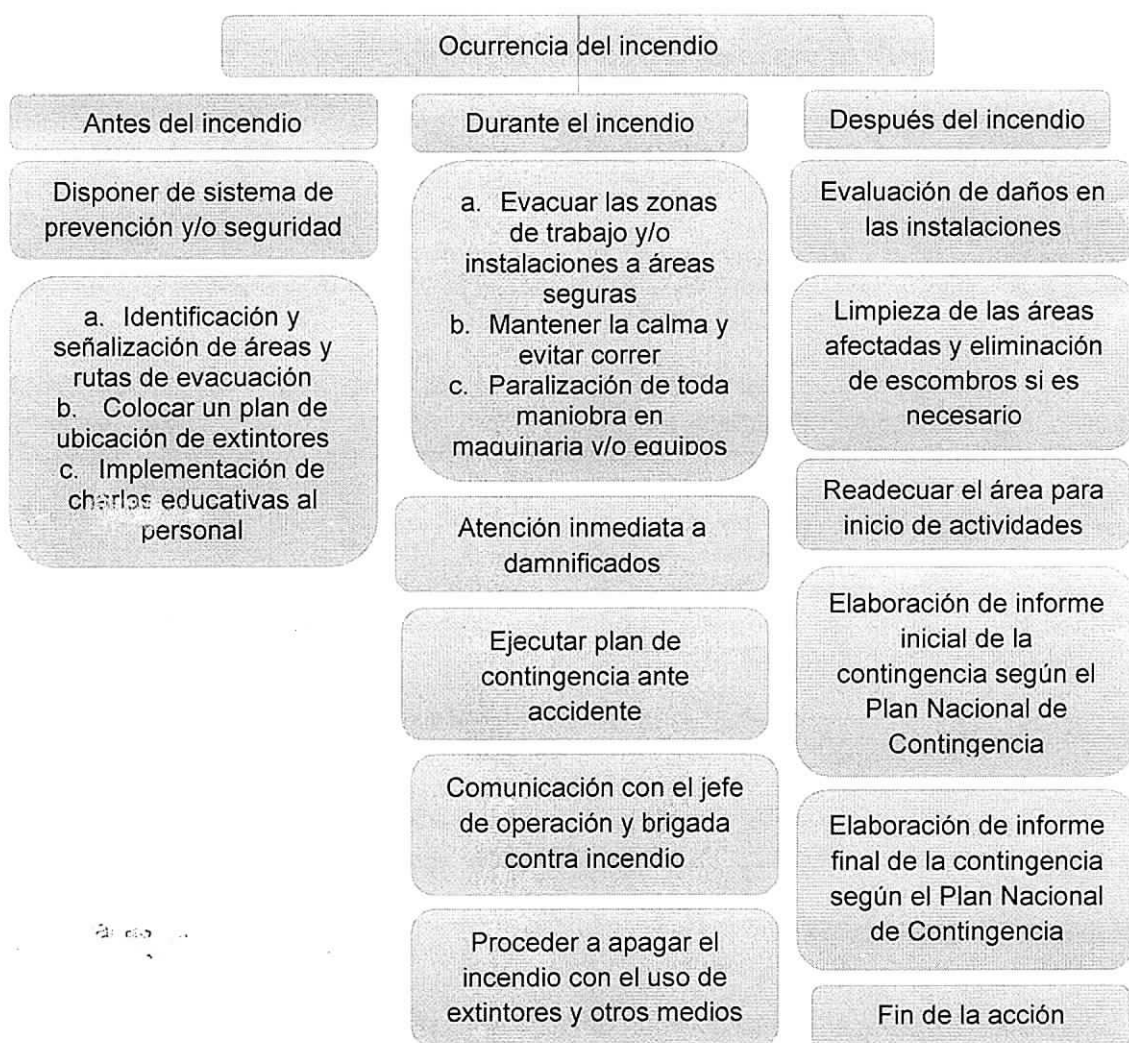 Ocurrencia del incendio
Antes del incendio
Disponer de sistema de
prevención y/o seguridad
a. Identificación y
señalización de áreas y
rutas de evacuación
b. Colocar un plan de
ubicación de extintores
c. Implementación de
charlas educativas al
personal
Durante el incendio
a. Evacuar las zonas
de trabajo y/o
instalaciones a áreas
seguras
b. Mantener la calma y
evitar correr
c. Paralización de toda
maniobra en
maquinaria y/o equipos
Atención inmediata a
damnificados
Ejecutar plan de
contingencia ante
accidente
Comunicación con el jefe
de operación y brigada
contra incendio
Proceder a apagar el
incendio con el uso de
extintores y otros medios
Después del incendio
Evaluación de daños en
las instalaciones
Limpieza de las áreas
afectadas y eliminación
de escombros si es
necesario
Readecuar el área para
inicio de actividades
Elaboración de informe
inicial de la
contingencia según el
Plan Nacional de
Contingencia
Elaboración de informe
final de la contingencia
según el Plan Nacional
de Contingencia
Fin de la acción